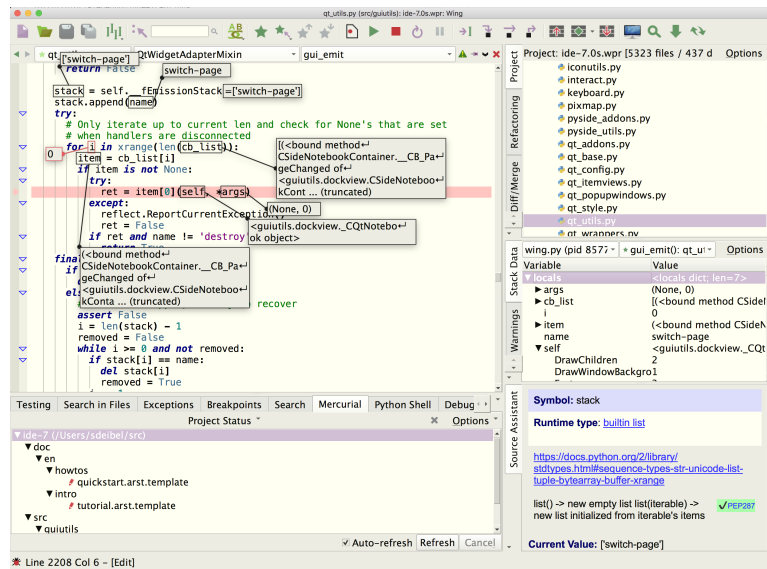 qt_utils.py (src/guiutils): ide-7.0s.wpr: Wing
QtWidgetAdapterMixin
gui_emit
['switch-page']
switch-page
return False
stack = self.__fEmissionStack =['switch-page']
stack.append(name)
try:
# Only iterate up to current len and check for None's that are set
# when handlers are disconnected
for i in xrange(len(cb_list)):
0
item = cb_list[i]
if item is not None:
try:
ret = item[0](self, *args)
except:
reflect.ReportCurrentException()
ret = False
if ret and name != 'destroy
return True
[(<bound method↵
CSideNotebookContainer.__CB_Pa↵
geChanged of↵
<guiutils.dockview.CSideNoteboo↵
kCont ... (truncated)
(None, 0)
<guiutils.dockview._CQtNotebo↵
ok object>
(<bound method↵
CSideNotebookContainer.__CB_Pa↵
geChanged of↵
<guiutils.dockview.CSideNoteboo↵
kConta ... (truncated)
fina
if
els
recover
assert False
i = len(stack) - 1
removed = False
while i >= 0 and not removed:
if stack[i] == name:
del stack[i]
removed = True
Project
Refactoring
Diff/Merge
Project: ide-7.0s.wpr [5323 files / 437 d
Options
iconutils.py
interact.py
keyboard.py
pixmap.py
pyside_addons.py
pyside_utils.py
qt_addons.py
qt_base.py
qt_config.py
qt_itemviews.py
qt_popupwindows.py
qt_style.py
qt_utils.py
qt_wrappers.py
Stack Data
Warnings
wing.py (pid 8577
gui_emit(): qt_u
Options
Variable Value
locals <locals dict; len=7>
args (None, 0)
cb_list [(<bound method CSideI
i 0
item (<bound method CSideN
name switch-page
self <guiutils.dockview._CQt
DrawChildren 2
DrawWindowBackgro 1
Testing Search in Files Exceptions Breakpoints Search Mercurial Python Shell Debug
Project Status
Options
ide-7 (/Users/sdeibel/src)
doc
en
howtos
quickstart.arst.template
intro
tutorial.arst.template
src
guiutils
Auto-refresh Refresh Cancel
Source Assistant
Symbol: stack
Runtime type: builtin list
https://docs.python.org/2/library/
stdtypes.html#sequence-types-str-unicode-list-
tuple-bytearray-buffer-xrange
list() -> new empty list list(iterable) ->
new list initialized from iterable's items
✓PEP287
Current Value: ['switch-page']
Line 2208 Col 6 - [Edit]